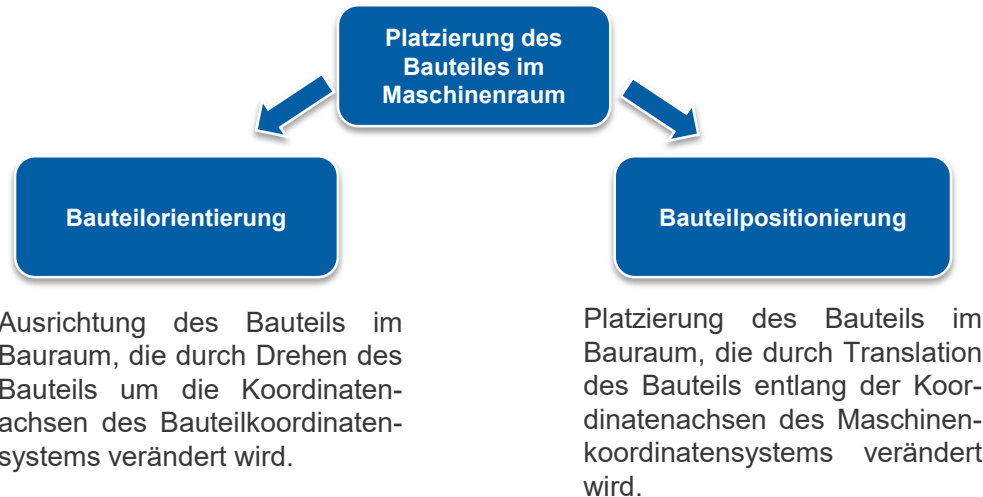 Platzierung des
Bauteiles im
Maschinenraum
Bauteilorientierung
Bauteilpositionierung
Ausrichtung des Bauteils im
Bauraum, die durch Drehen des
Bauteils um die Koordinaten-
achsen des Bauteilkoordinaten-
systems verändert wird.
Platzierung des Bauteils im
Bauraum, die durch Translation
des Bauteils entlang der Koor-
dinatenachsen des Maschinen-
koordinatensystems verändert
wird.